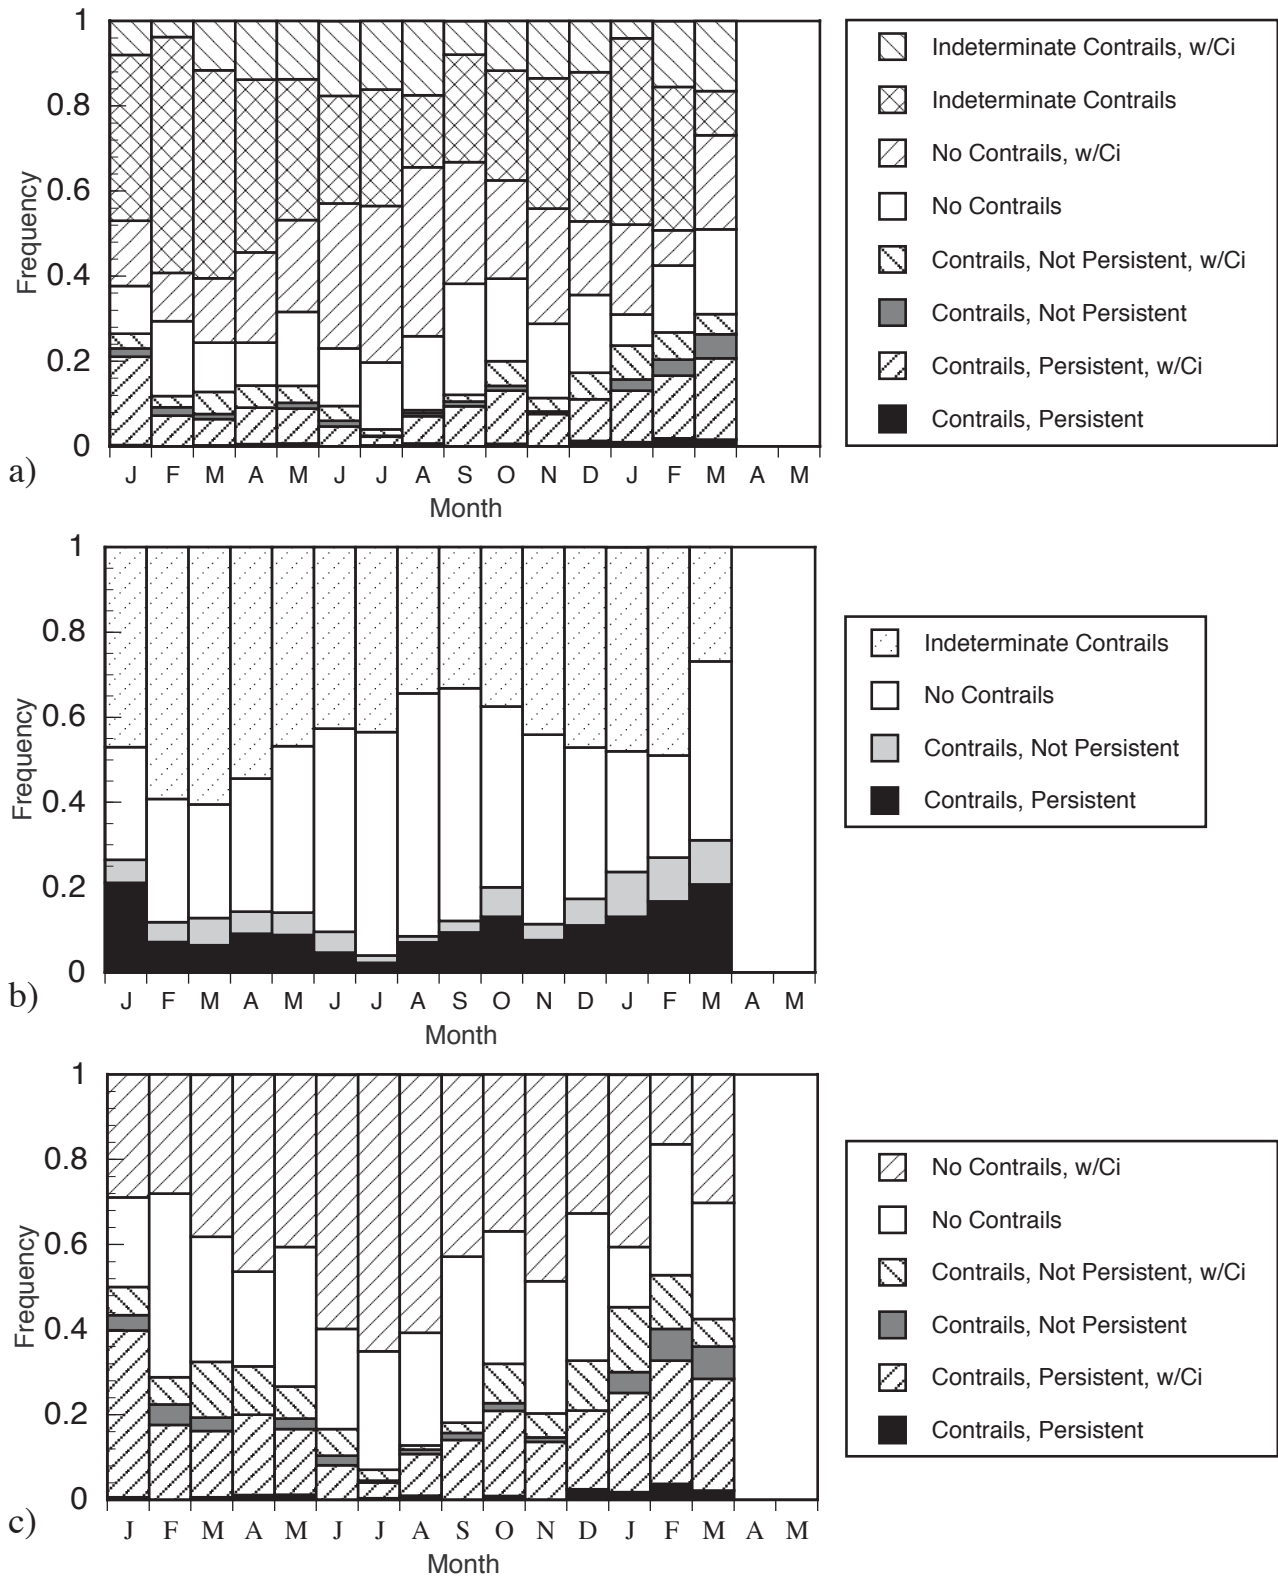 1
0.8
0.6
0.4
0.2
0
Frequency
J F M A M J J A S O N D J F M A M
Month
a)
Indeterminate Contrails, w/Ci
Indeterminate Contrails
No Contrails, w/Ci
No Contrails
Contrails, Not Persistent, w/Ci
Contrails, Not Persistent
Contrails, Persistent, w/Ci
Contrails, Persistent
1
0.8
0.6
0.4
0.2
0
Frequency
J F M A M J J A S O N D J F M A M
Month
b)
Indeterminate Contrails
No Contrails
Contrails, Not Persistent
Contrails, Persistent
1
0.8
0.6
0.4
0.2
0
Frequency
J F M A M J J A S O N D J F M A M
Month
c)
No Contrails, w/Ci
No Contrails
Contrails, Not Persistent, w/Ci
Contrails, Not Persistent
Contrails, Persistent, w/Ci
Contrails, Persistent